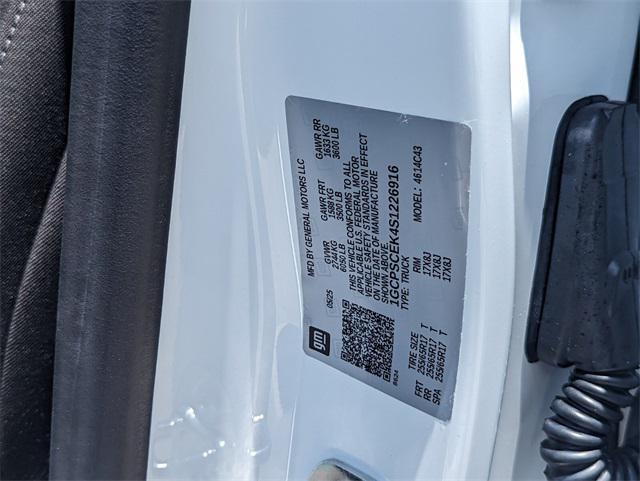 gm
MFD BY GENERAL MOTORS LLC
05/25
GVWR
2744KG
6050 LB
GAWR FRT
1588 KG
3500 LB
GAWR RR
1633 KG
3600 LB
THIS VEHICLE CONFORMS TO ALL
APPLICABLE U.S. FEDERAL MOTOR
VEHICLE SAFETY STANDARDS IN EFFECT
ON THE DATE OF MANUFACTURE
SHOWN ABOVE.
1GCPSCEK4S1226916
TYPE: TRUCK MODEL: 4614C43
TIRE SIZE RIM
FRT 255/65R17 T 17X8J
RR 255/65R17 T 17X8J
SPA 255/65R17 T 17X8J